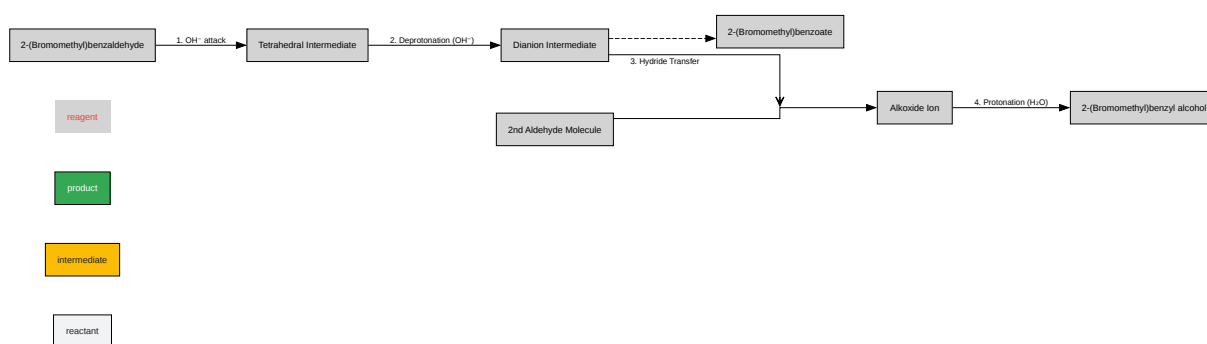 2-(Bromomethyl)benzaldehyde
1. OH⁻ attack
Tetrahedral Intermediate
2. Deprotonation (OH⁻)
Dianion Intermediate
2-(Bromomethyl)benzoate
3. Hydride Transfer
2nd Aldehyde Molecule
Alkoxide Ion
4. Protonation (H₂O)
2-(Bromomethyl)benzyl alcohol
reagent
product
intermediate
reactant